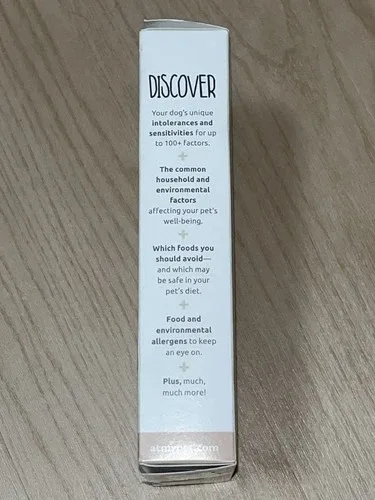 DISCOVER
Your dog's unique
intolerances and
sensitivities for up
to 100+ factors.
+
The common
household and
environmental
factors
affecting your pet's
well-being.
+
Which foods you
should avoid—
and which may
be safe in your
pet's diet.
+
Food and
environmental
allergens to keep
an eye on.
+
Plus, much,
much more!